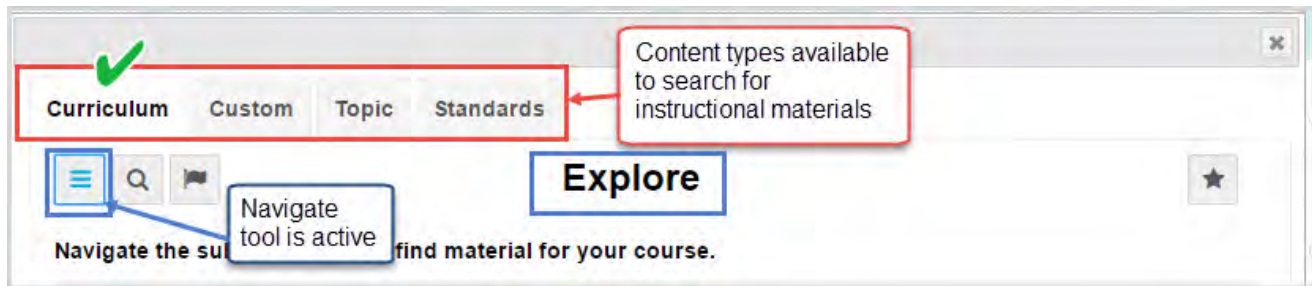 Content types available
to search for
instructional materials
Curriculum Custom Topic Standards
Explore
Navigate
tool is active
Navigate the find material for your course.